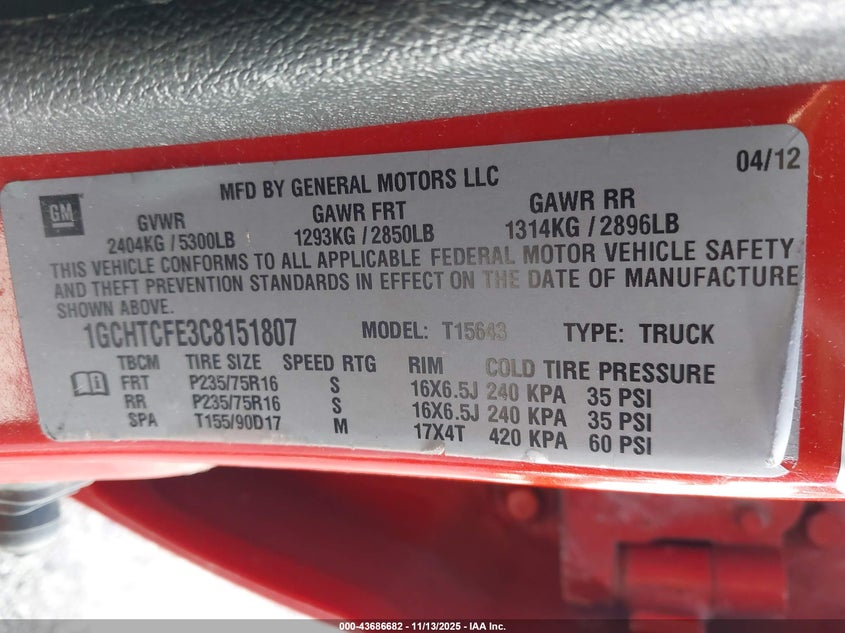 04/12
MFD BY GENERAL MOTORS LLC
GM
GVWR GAWR FRT GAWR RR
2404KG / 5300LB 1293KG / 2850LB 1314KG / 2896LB
THIS VEHICLE CONFORMS TO ALL APPLICABLE FEDERAL MOTOR VEHICLE SAFETY
AND THEFT PREVENTION STANDARDS IN EFFECT ON THE DATE OF MANUFACTURE
SHOWN ABOVE.
1GCHTCFE3C8151807 MODEL: T15643 TYPE: TRUCK
TBCM TIRE SIZE SPEED RTG RIM COLD TIRE PRESSURE
FRT P235/75R16 S 16X6.5J 240 KPA 35 PSI
RR P235/75R16 S 16X6.5J 240 KPA 35 PSI
SPA T155/90D17 M 17X4T 420 KPA 60 PSI
000-43686682 - 11/13/2025 - IAA Inc.